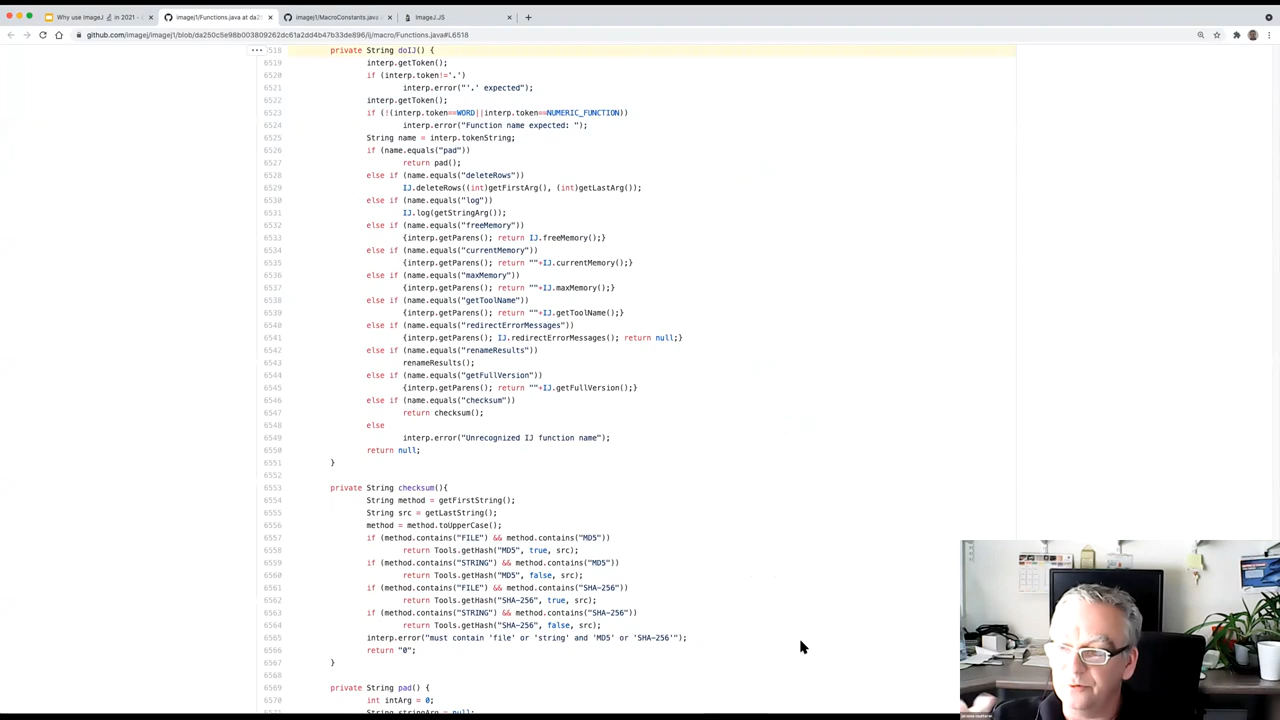 Why use ImageJ 🔬 in 2021 -
imagej1/Functions.java at da25
imagej1/MacroConstants.java a
ImageJ.JS
github.com/imagej/imagej1/blob/da250c5e98b003809621c61a2dd4b47b33e36b21/ij/macro/Functions.java#L6518
6518 private String doIJ() {
6519 interp.getToken();
6520 if (interp.token!='.')
6521 interp.error("'.' expected");
6522 interp.getToken();
6523 if (!(interp.token==WORD||interp.token==NUMERIC_FUNCTION))
6524 interp.error("Function name expected: ");
6525 String name = interp.tokenString;
6526 if (name.equals("pad"))
6527 return pad();
6528 else if (name.equals("deleteRows"))
6529 IJ.deleteRows((int)getFirstArg(), (int)getLastArg());
6530 else if (name.equals("log"))
6531 IJ.log(getStringArg());
6532 else if (name.equals("freeMemory"))
6533 {interp.getParens(); return IJ.freeMemory();}
6534 else if (name.equals("currentMemory"))
6535 {interp.getParens(); return ""+IJ.currentMemory();}
6536 else if (name.equals("maxMemory"))
6537 {interp.getParens(); return ""+IJ.maxMemory();}
6538 else if (name.equals("getToolName"))
6539 {interp.getParens(); return ""+IJ.getToolName();}
6540 else if (name.equals("redirectErrorMessages"))
6541 {interp.getParens(); IJ.redirectErrorMessages(); return null;}
6542 else if (name.equals("renameResults"))
6543 renameResults();
6544 else if (name.equals("getFullVersion"))
6545 {interp.getParens(); return ""+IJ.getFullVersion();}
6546 else if (name.equals("checksum"))
6547 return checksum();
6548 else
6549 interp.error("Unrecognized IJ function name");
6550 return null;
6551 }
6552
6553 private String checksum(){
6554 String method = getFirstString();
6555 String src = getLastString();
6556 method = method.toUpperCase();
6557 if (method.contains("FILE") && method.contains("MD5"))
6558 return Tools.getHash("MD5", true, src);
6559 if (method.contains("STRING") && method.contains("MD5"))
6560 return Tools.getHash("MD5", false, src);
6561 if (method.contains("FILE") && method.contains("SHA-256"))
6562 return Tools.getHash("SHA-256", true, src);
6563 if (method.contains("STRING") && method.contains("SHA-256"))
6564 return Tools.getHash("SHA-256", false, src);
6565 interp.error("must contain 'file' or 'string' and 'MD5' or 'SHA-256'");
6566 return "0";
6567 }
6568
6569 private String pad() {
6570 int intArg = 0;
String stringArg = null;